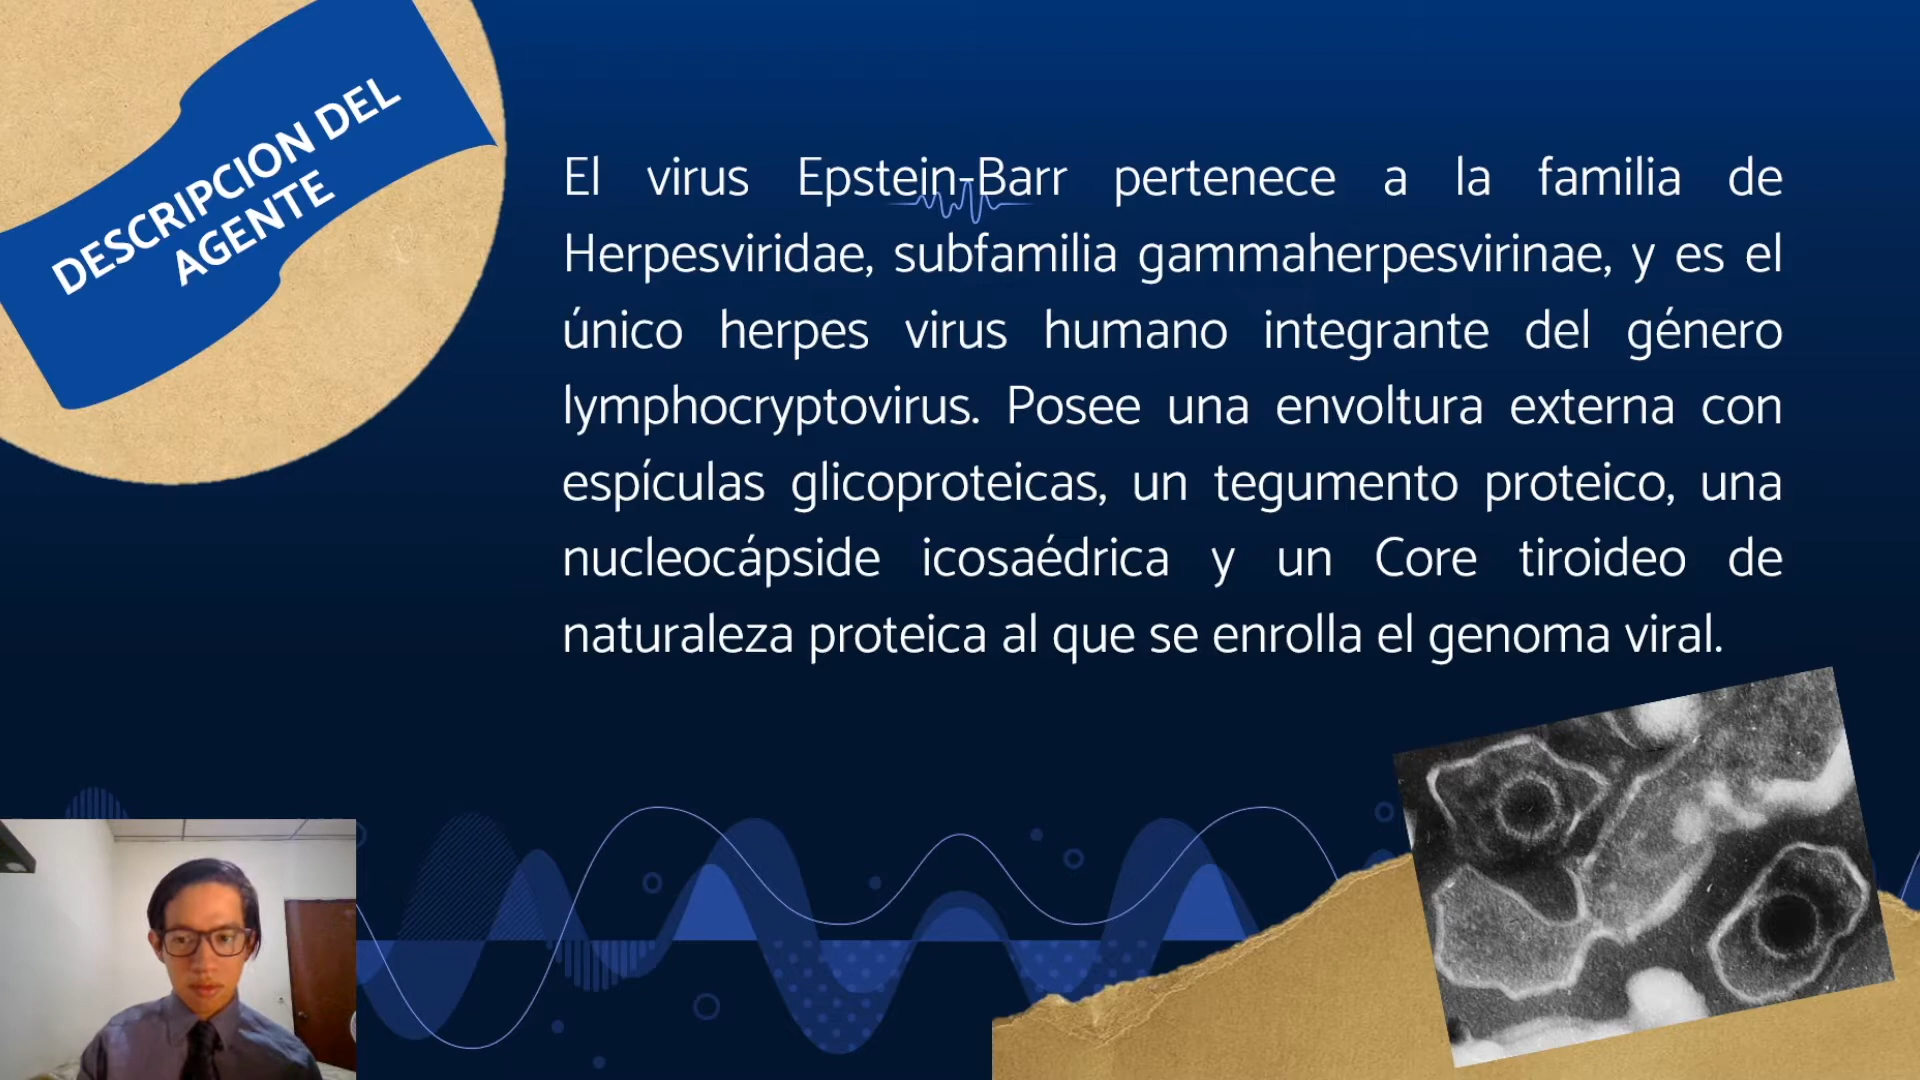 DESCRIPCION DEL
AGENTE
El virus Epstein-Barr pertenece a la familia de
Herpesviridae, subfamilia gammaherpesvirinae, y es el
único herpes virus humano integrante del género
lymphocryptovirus. Posee una envoltura externa con
espículas glicoproteicas, un tegumento proteico, una
nucleocápside icosaédrica y un Core tiroideo de
naturaleza proteica al que se enrolla el genoma viral.